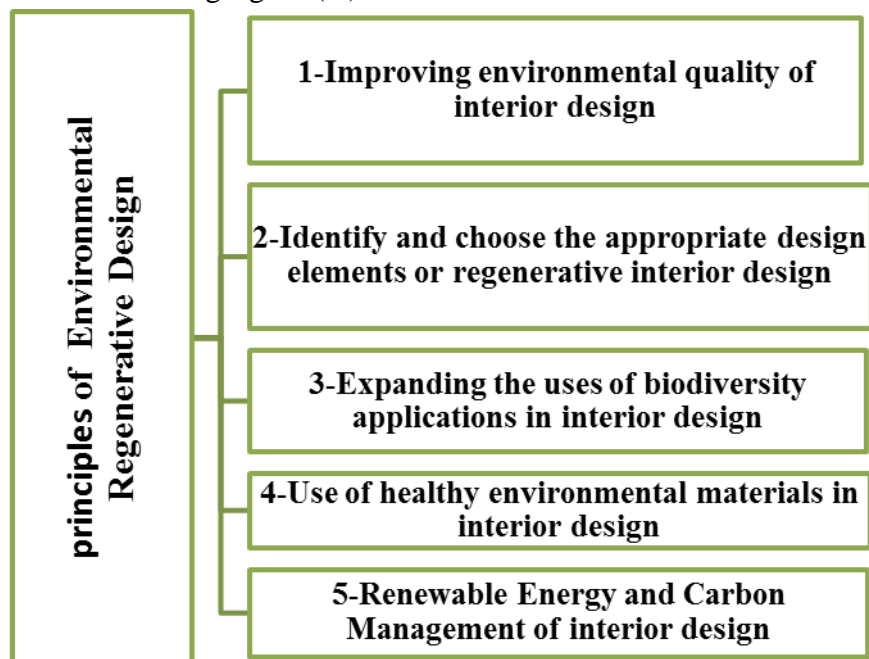 principles of Environmental
Regenerative Design
1-Improving environmental quality of
interior design
2-Identify and choose the appropriate design
elements or regenerative interior design
3-Expanding the uses of biodiversity
applications in interior design
4-Use of healthy environmental materials in
interior design
5-Renewable Energy and Carbon
Management of interior design